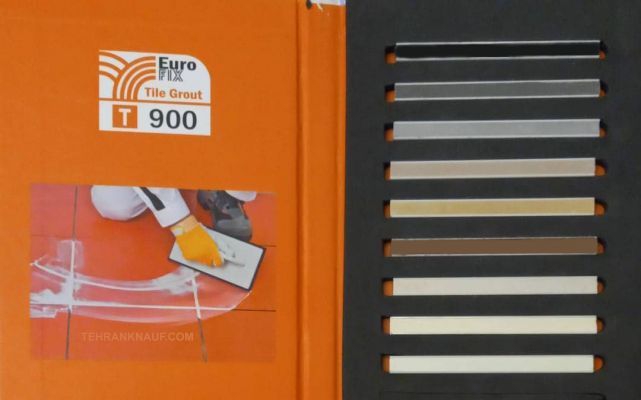 Euro
FIX
Tile Grout
T 900
TEHRANKNAUF.COM